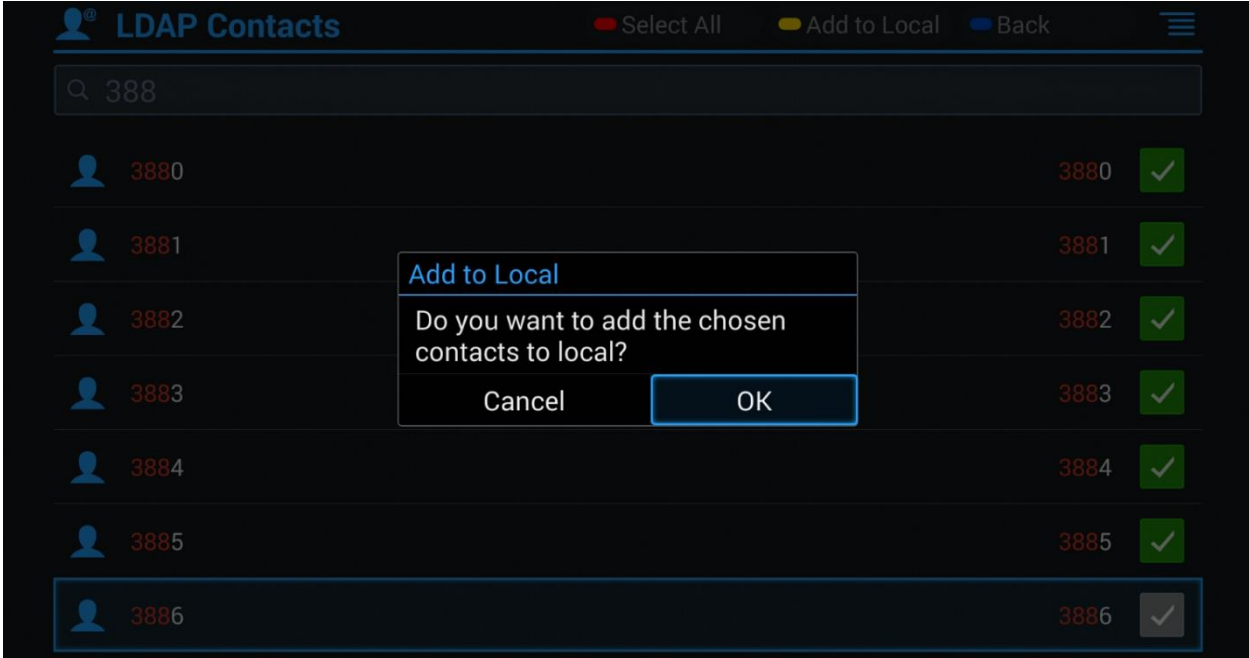 LDAP Contacts Select All Add to Local Back
388
3880 3880
3881 3881
3882 3882
3883 3883
3884 3884
3885 3885
3886 3886
Add to Local
Do you want to add the chosen
contacts to local?
Cancel OK